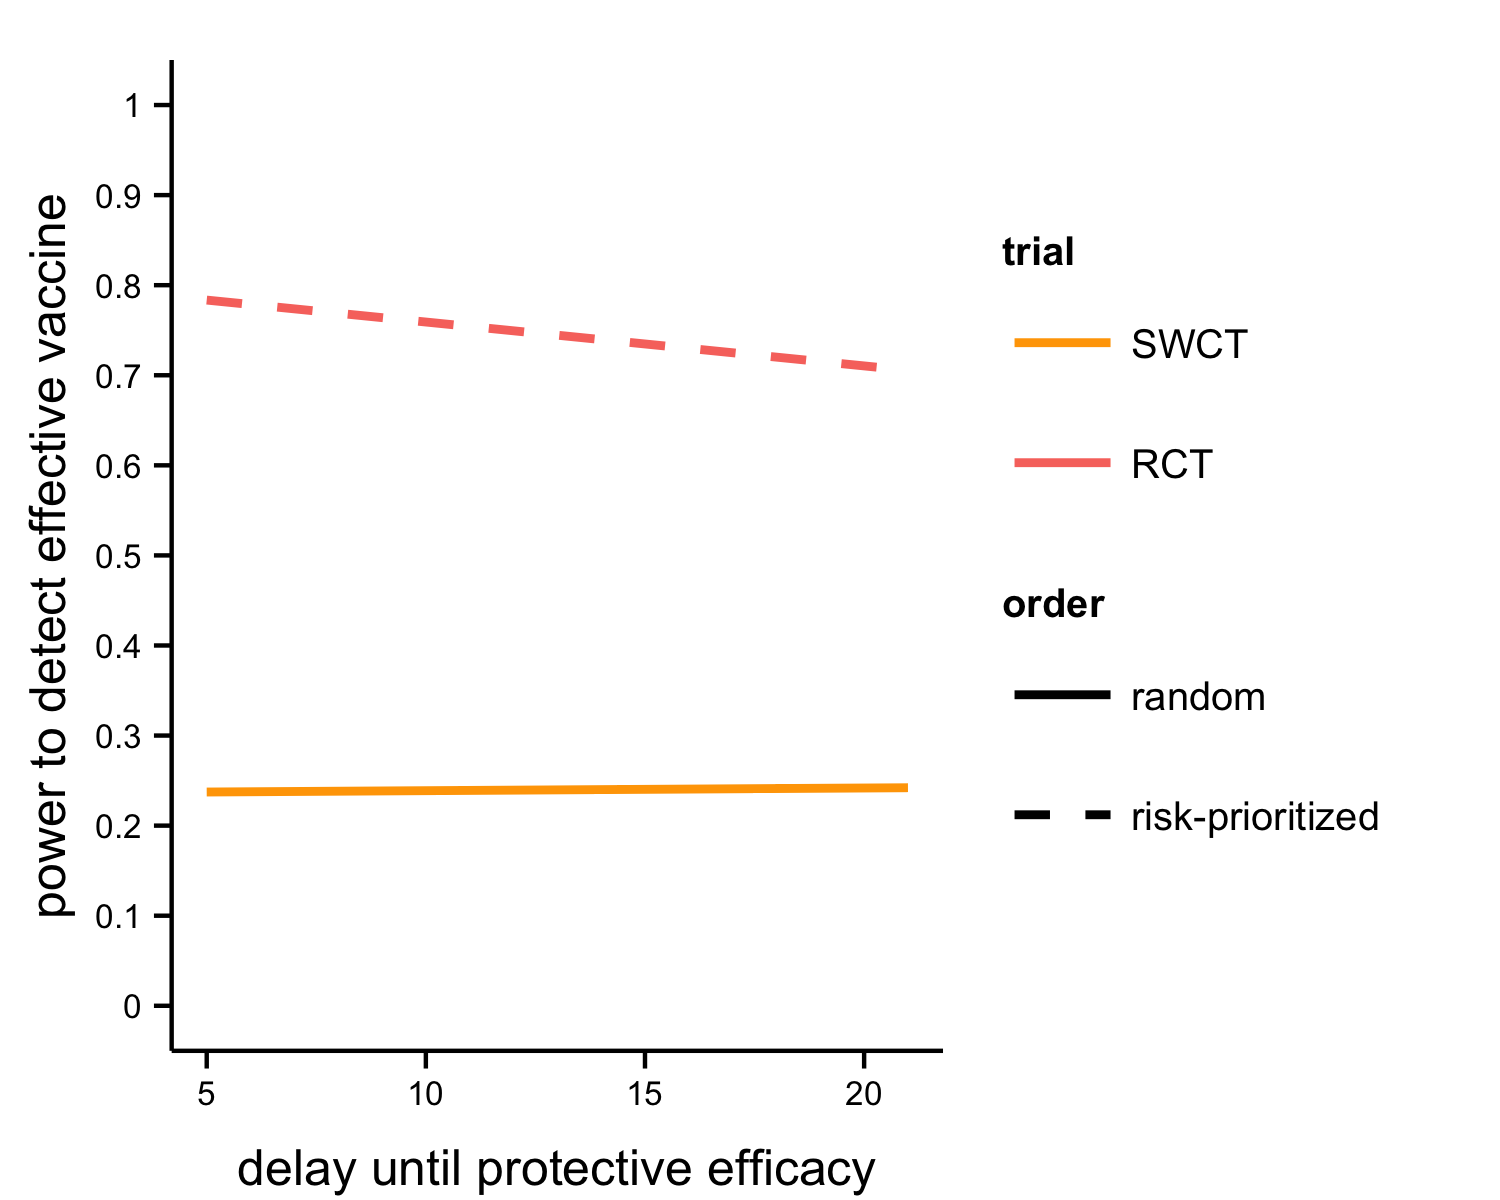 power to detect effective vaccine
1
0.9
0.8
0.7
0.6
0.5
0.4
0.3
0.2
0.1
0
5 10 15 20
delay until protective efficacy
trial
SWCT
RCT
order
random
risk-prioritized